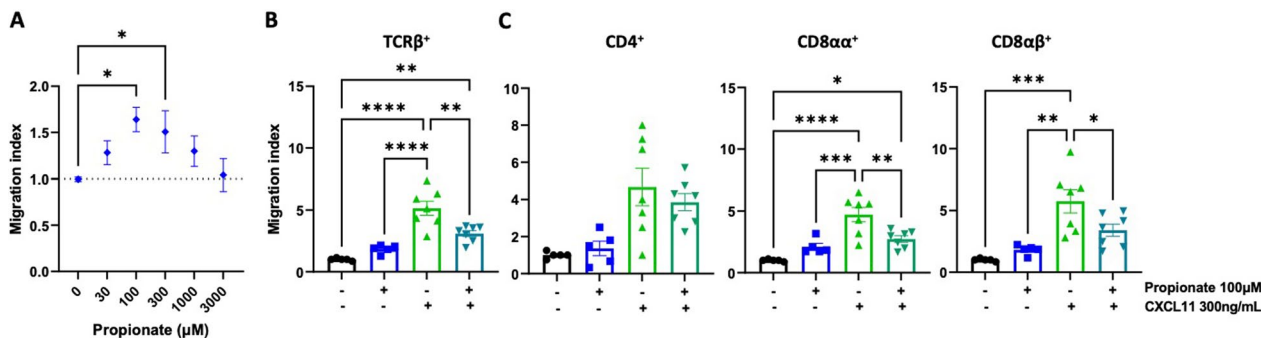 A
Migration index
2.0
1.5
1.0
0.5
0.0
*
*
0
30
100
300
1000
3000
Propionate (µM)
B
TCRβ⁺
Migration index
15
10
5
0
**
****
**
****
- + - +
- - + +
C
CD4⁺
10
8
6
4
2
0
- + - +
- - + +
CD8αα⁺
15
10
5
0
*
****
***
**
- + - +
- - + +
CD8αβ⁺
15
10
5
0
***
**
*
- + - + Propionate 100µM
- - + + CXCL11 300ng/mL